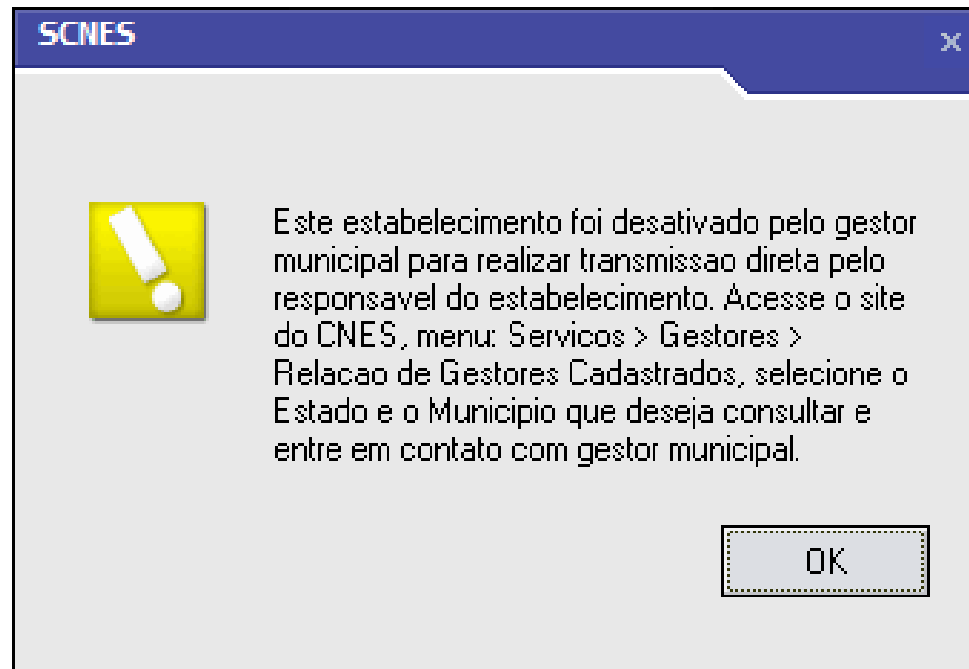 SCNES
x
Este estabelecimento foi desativado pelo gestor
municipal para realizar transmissao direta pelo
responsavel do estabelecimento. Acesse o site
do CNES, menu: Servicos > Gestores >
Relacao de Gestores Cadastrados, selecione o
Estado e o Municipio que deseja consultar e
entre em contato com gestor municipal.
OK